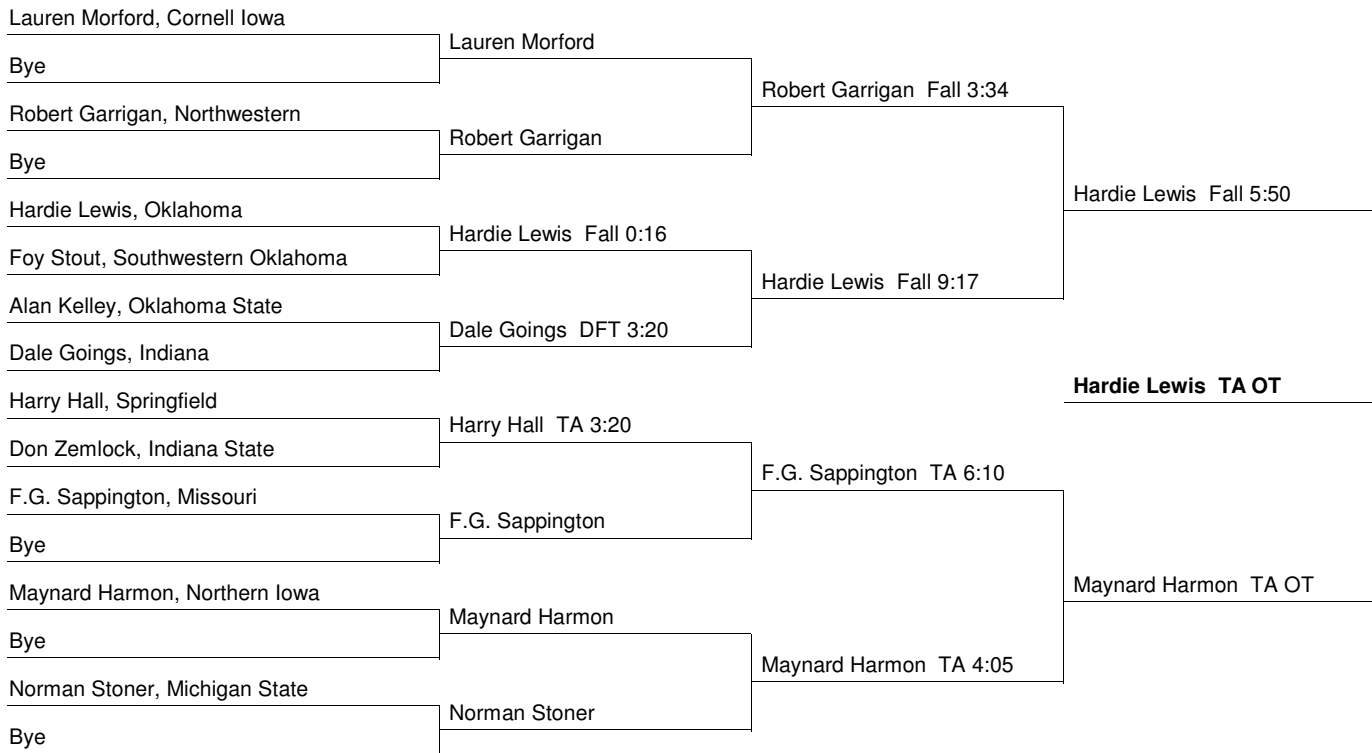 Lauren Morford, Cornell Iowa
Bye
Robert Garrigan, Northwestern
Bye
Hardie Lewis, Oklahoma
Foy Stout, Southwestern Oklahoma
Alan Kelley, Oklahoma State
Dale Goings, Indiana
Harry Hall, Springfield
Don Zemlock, Indiana State
F.G. Sappington, Missouri
Bye
Maynard Harmon, Northern Iowa
Bye
Norman Stoner, Michigan State
Bye
Lauren Morford
Robert Garrigan
Hardie Lewis Fall 0:16
Dale Goings DFT 3:20
Harry Hall TA 3:20
F.G. Sappington
Maynard Harmon
Norman Stoner
Robert Garrigan Fall 3:34
Hardie Lewis Fall 9:17
F.G. Sappington TA 6:10
Maynard Harmon TA 4:05
Hardie Lewis Fall 5:50
Hardie Lewis TA OT
Maynard Harmon TA OT